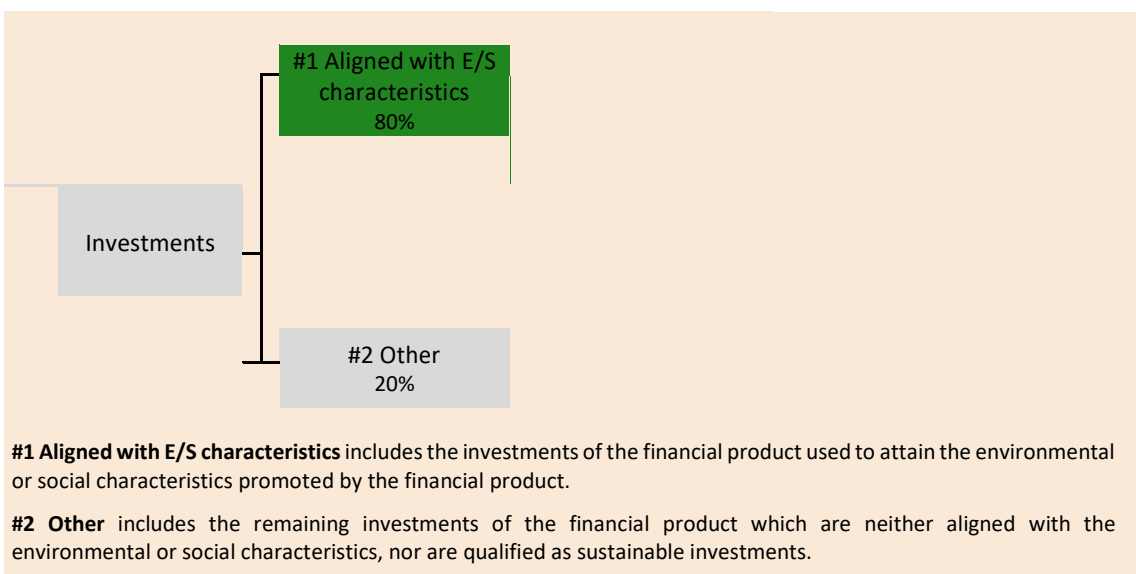 #1 Aligned with E/S
characteristics
80%
Investments
#2 Other
20%
#1 Aligned with E/S characteristics includes the investments of the financial product used to attain the environmental
or social characteristics promoted by the financial product.
#2 Other includes the remaining investments of the financial product which are neither aligned with the
environmental or social characteristics, nor are qualified as sustainable investments.